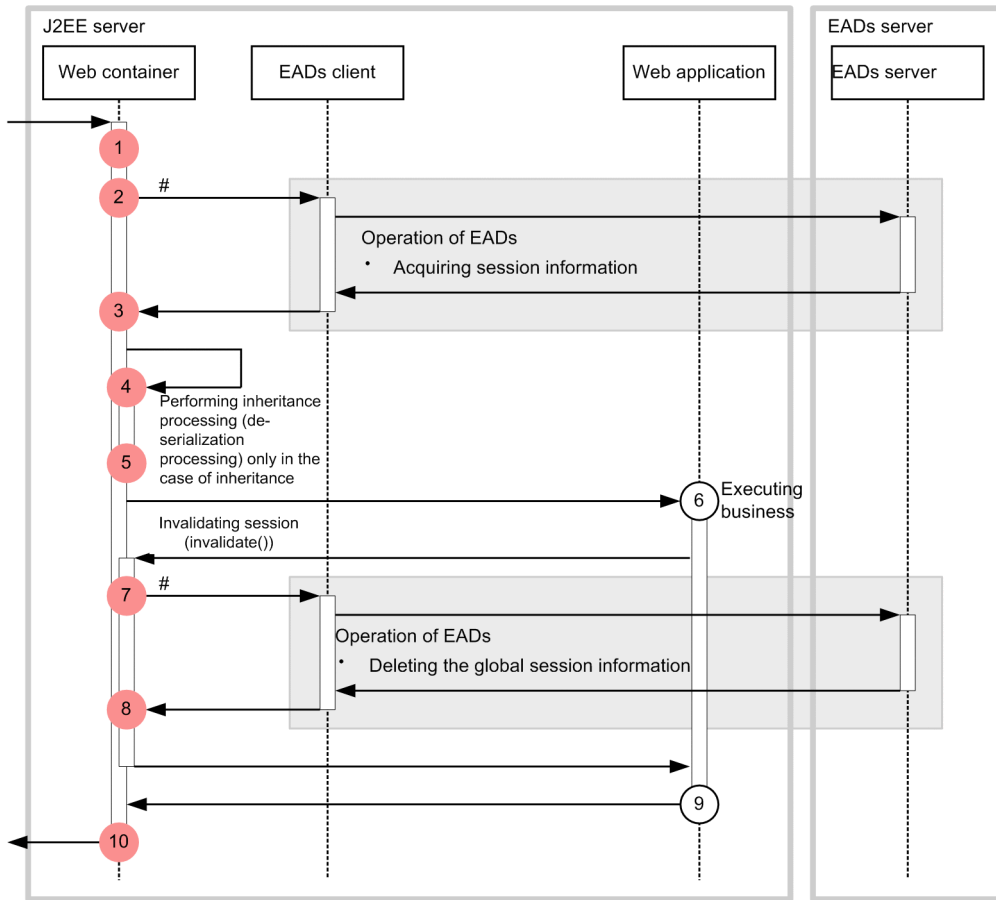 J2EE server
EADs server
Web container
EADs client
Web application
EADs server
1
2
#
Operation of EADs
• Acquiring session information
3
4
Performing inheritance
processing (de-
serialization
processing) only in the
case of inheritance
5
6
Executing
business
Invalidating session
(invalidate())
7
#
Operation of EADs
• Deleting the global session information
8
9
10